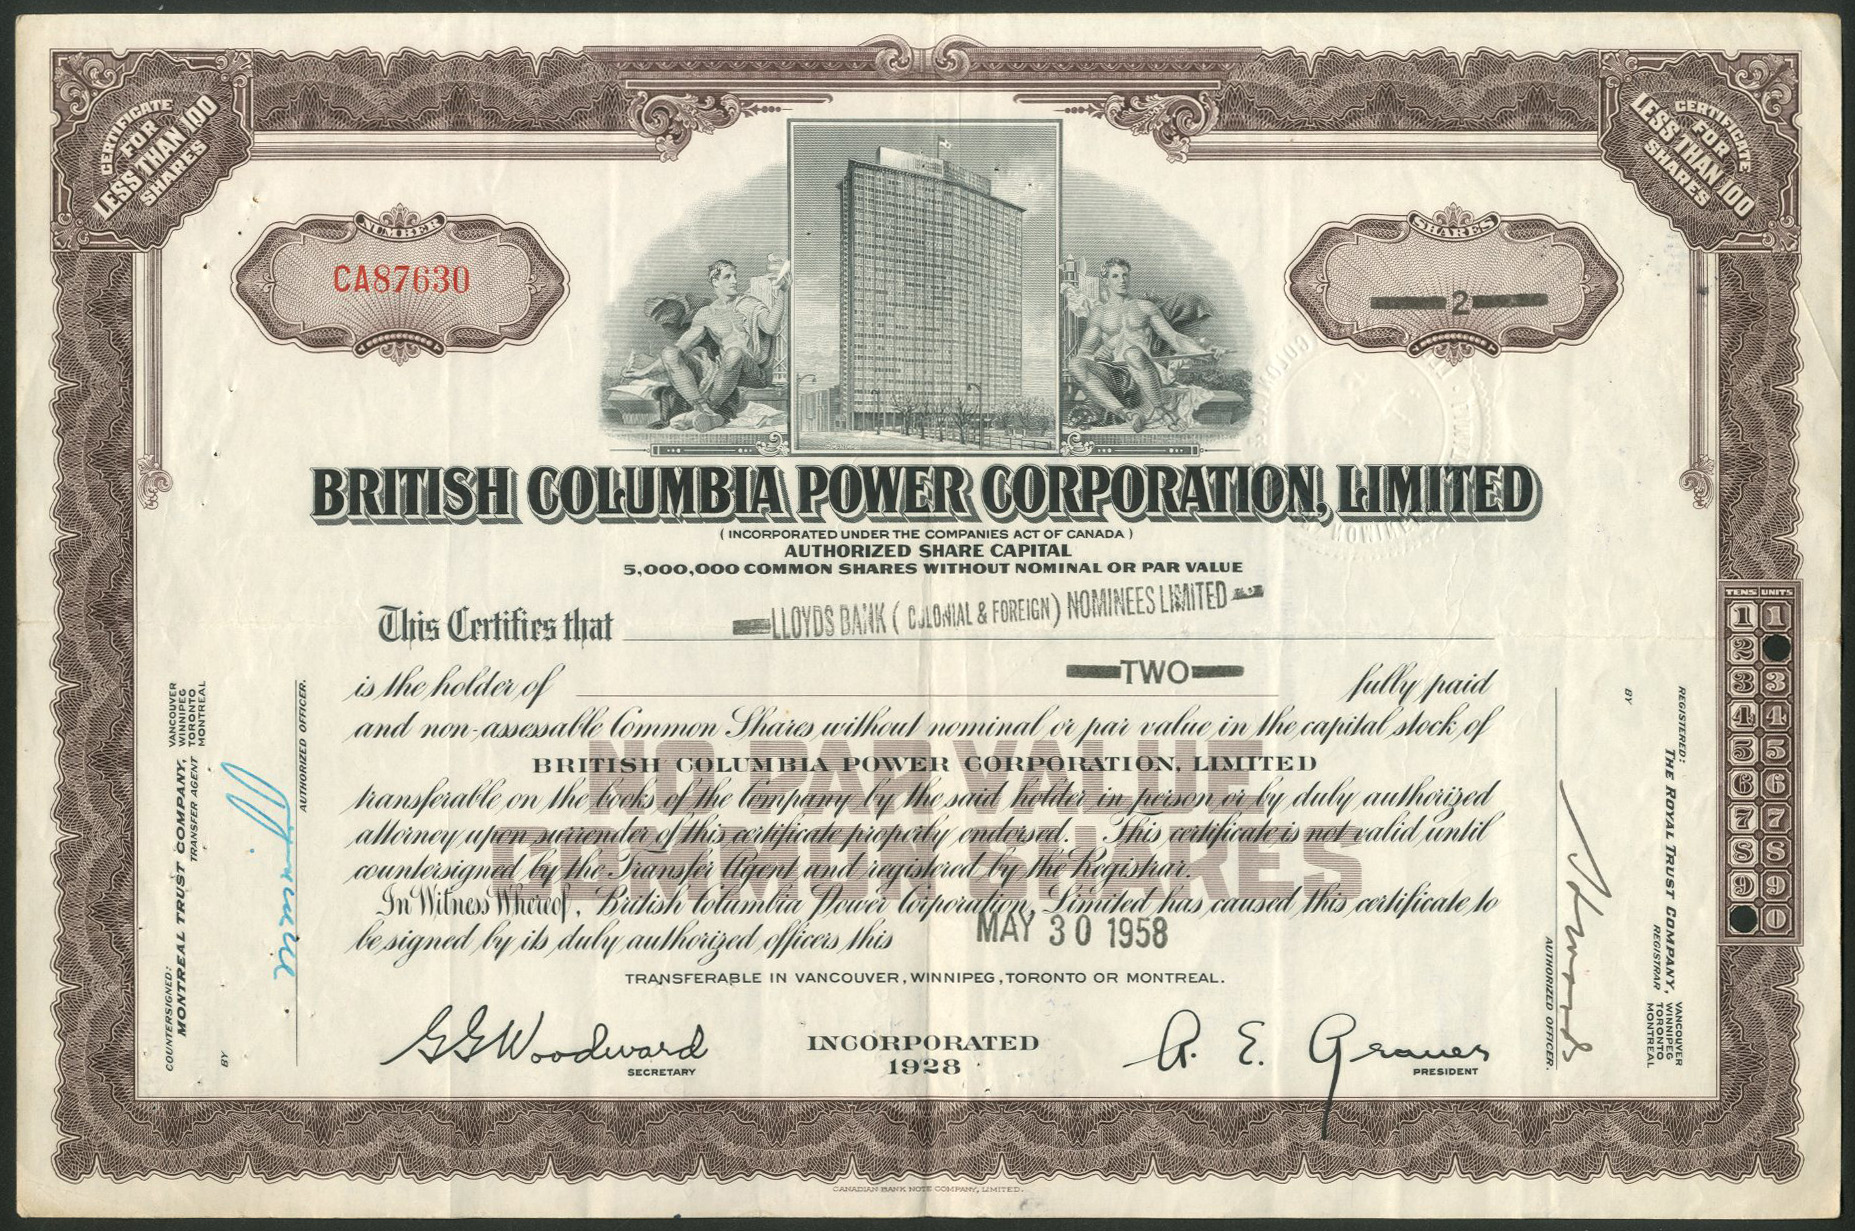 CERTIFICATE
FOR
LESS THAN 100
SHARES
CERTIFICATE
FOR
LESS THAN 100
SHARES
NUMBER
CA87630
SHARES
2
BRITISH COLUMBIA POWER CORPORATION, LIMITED
(INCORPORATED UNDER THE COMPANIES ACT OF CANADA)
AUTHORIZED SHARE CAPITAL
5,000,000 COMMON SHARES WITHOUT NOMINAL OR PAR VALUE
This Certifies that LLOYDS BANK (COLONIAL & FOREIGN) NOMINEES LIMITED
is the holder of TWO fully paid
and non-assessable Common Shares without nominal or par value in the capital stock of
BRITISH COLUMBIA POWER CORPORATION, LIMITED
transferable on the books of the Company by the said holder in person or by duly authorized
attorney upon surrender of this certificate properly endorsed. This certificate is not valid until
countersigned by the Transfer Agent and registered by the Registrar.
In Witness Whereof, British Columbia Power Corporation, Limited has caused this certificate to
be signed by its duly authorized officers this MAY 30 1958
NO PAR VALUE
COMMON SHARES
TRANSFERABLE IN VANCOUVER, WINNIPEG, TORONTO OR MONTREAL.
GG Woodward
SECRETARY
INCORPORATED
1928
A. E. Grauer
PRESIDENT
COUNTERSIGNED:
MONTREAL TRUST COMPANY,
TRANSFER AGENT
VANCOUVER
WINNIPEG
TORONTO
MONTREAL
BY
AUTHORIZED OFFICER.
REGISTERED:
THE ROYAL TRUST COMPANY,
REGISTRAR
VANCOUVER
WINNIPEG
TORONTO
MONTREAL
BY
AUTHORIZED OFFICER.
TENS UNITS
1 1
2
3 3
4 4
5 5
6 6
7 7
8 8
9 9
0
CANADIAN BANK NOTE COMPANY, LIMITED.